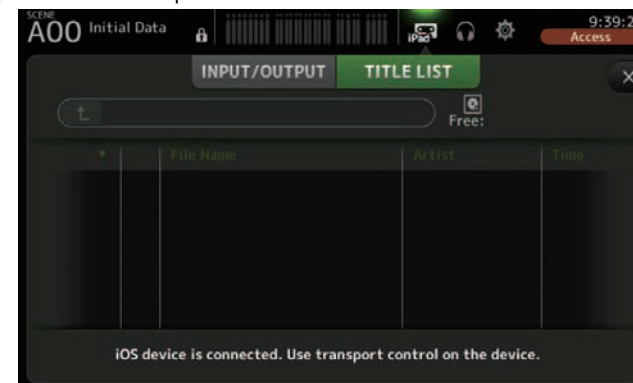 SCENE
A00 Initial Data
iPad
9:39:2
Access
INPUT/OUTPUT TITLE LIST
Free:
File Name Artist Time
iOS device is connected. Use transport control on the device.